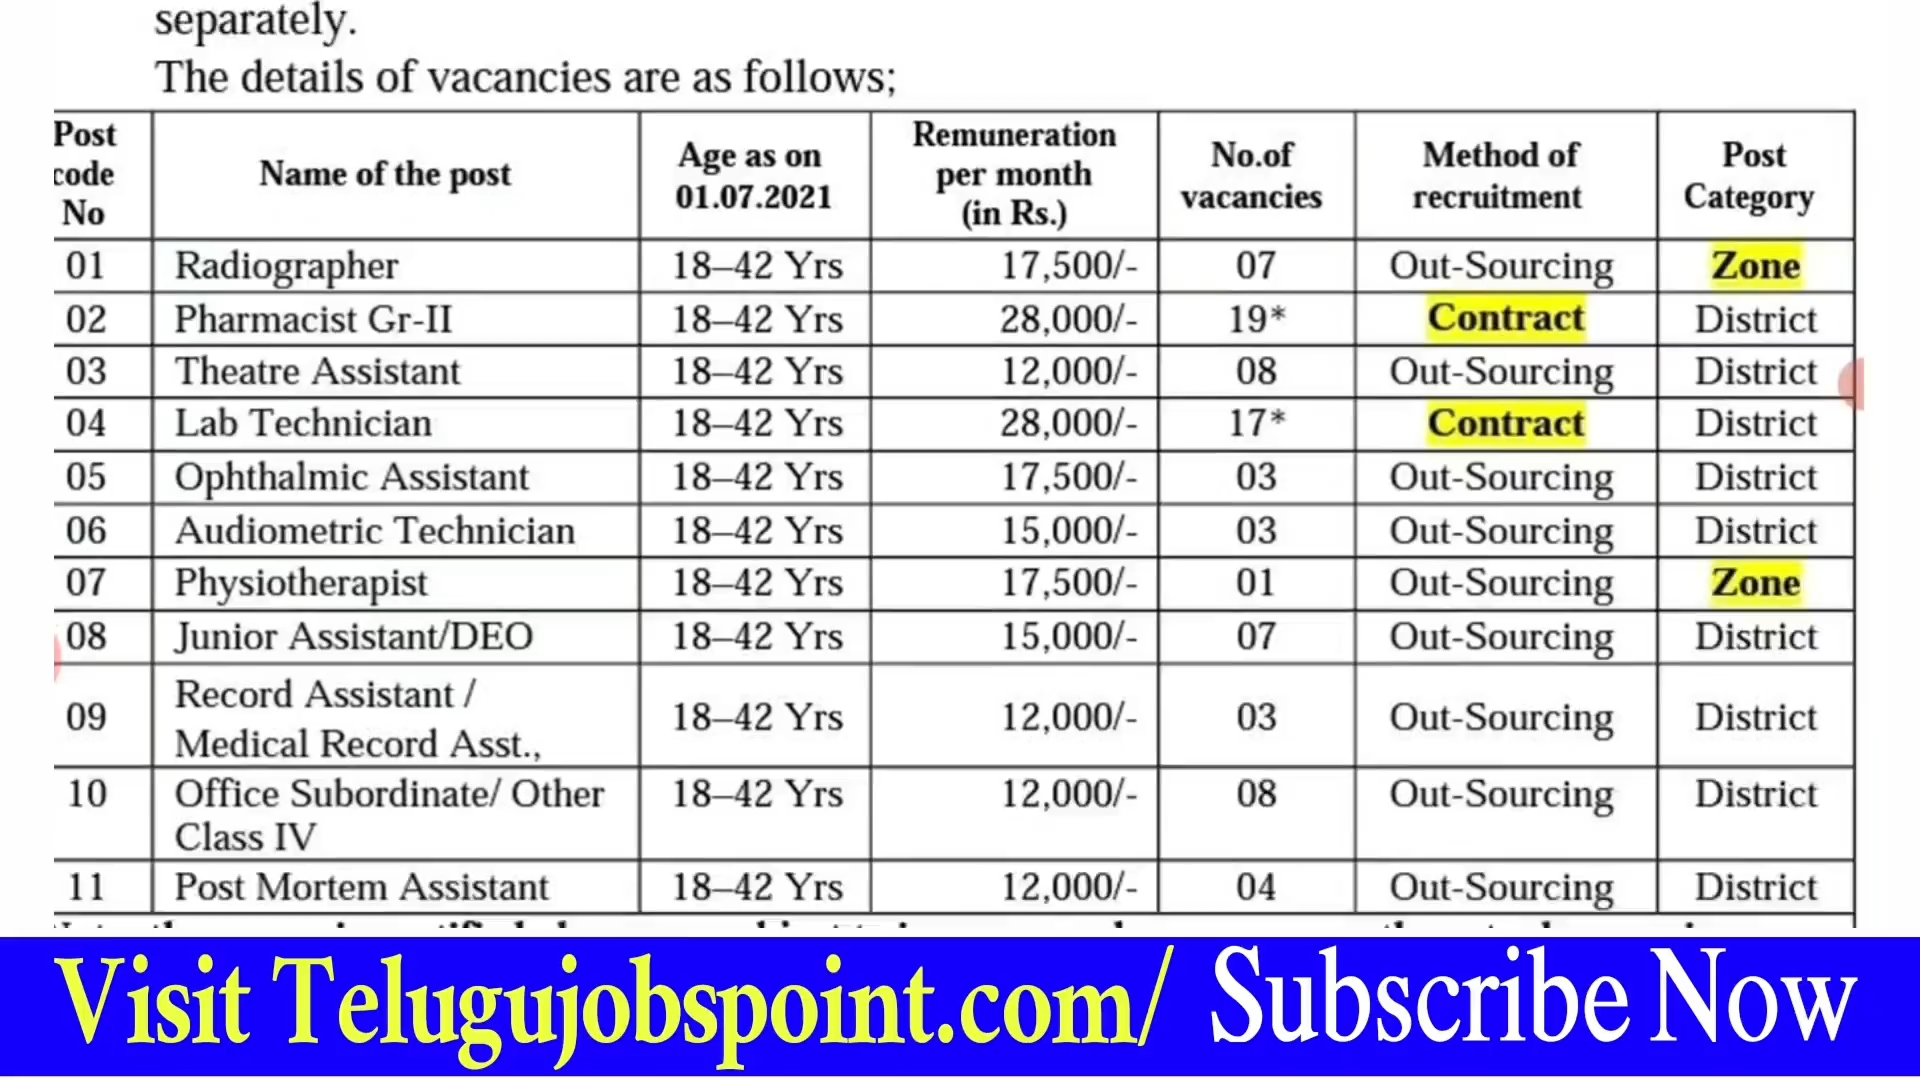 separately.
The details of vacancies are as follows;
Post code No | Name of the post | Age as on 01.07.2021 | Remuneration per month (in Rs.) | No.of vacancies | Method of recruitment | Post Category
01 | Radiographer | 18–42 Yrs | 17,500/- | 07 | Out-Sourcing | Zone
02 | Pharmacist Gr-II | 18–42 Yrs | 28,000/- | 19* | Contract | District
03 | Theatre Assistant | 18–42 Yrs | 12,000/- | 08 | Out-Sourcing | District
04 | Lab Technician | 18–42 Yrs | 28,000/- | 17* | Contract | District
05 | Ophthalmic Assistant | 18–42 Yrs | 17,500/- | 03 | Out-Sourcing | District
06 | Audiometric Technician | 18–42 Yrs | 15,000/- | 03 | Out-Sourcing | District
07 | Physiotherapist | 18–42 Yrs | 17,500/- | 01 | Out-Sourcing | Zone
08 | Junior Assistant/DEO | 18–42 Yrs | 15,000/- | 07 | Out-Sourcing | District
09 | Record Assistant / Medical Record Asst., | 18–42 Yrs | 12,000/- | 03 | Out-Sourcing | District
10 | Office Subordinate/ Other Class IV | 18–42 Yrs | 12,000/- | 08 | Out-Sourcing | District
11 | Post Mortem Assistant | 18–42 Yrs | 12,000/- | 04 | Out-Sourcing | District
Visit Telugujobspoint.com/ Subscribe Now